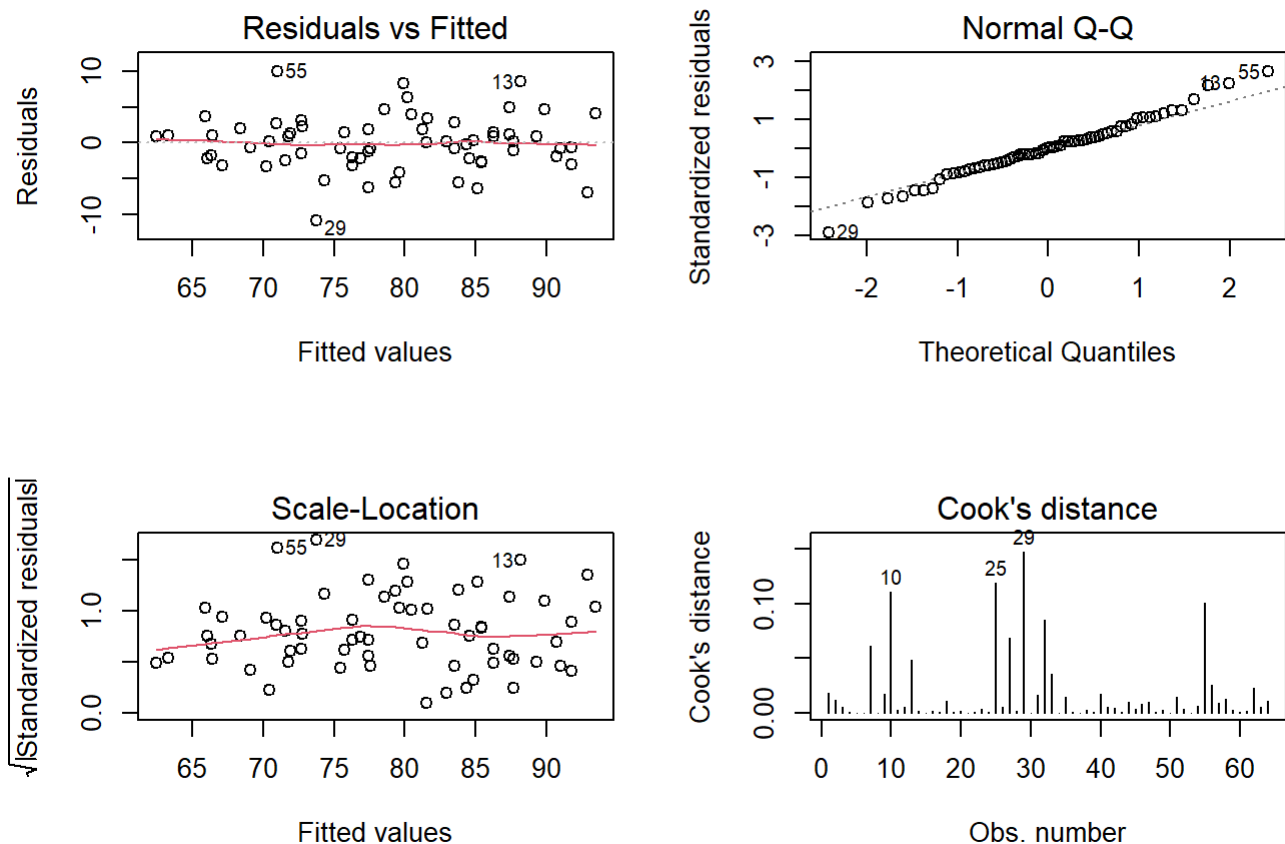 Residuals vs Fitted
Residuals
10
0
-10
55
13
29
65 70 75 80 85 90
Fitted values
Normal Q-Q
Standardized residuals
3
1
-1
-3
13 55
29
-2 -1 0 1 2
Theoretical Quantiles
Scale-Location
√|Standardized residuals|
1.0
0.0
55 29
13
65 70 75 80 85 90
Fitted values
Cook's distance
Cook's distance
0.10
0.00
29
25
10
0 10 20 30 40 50 60
Obs. number